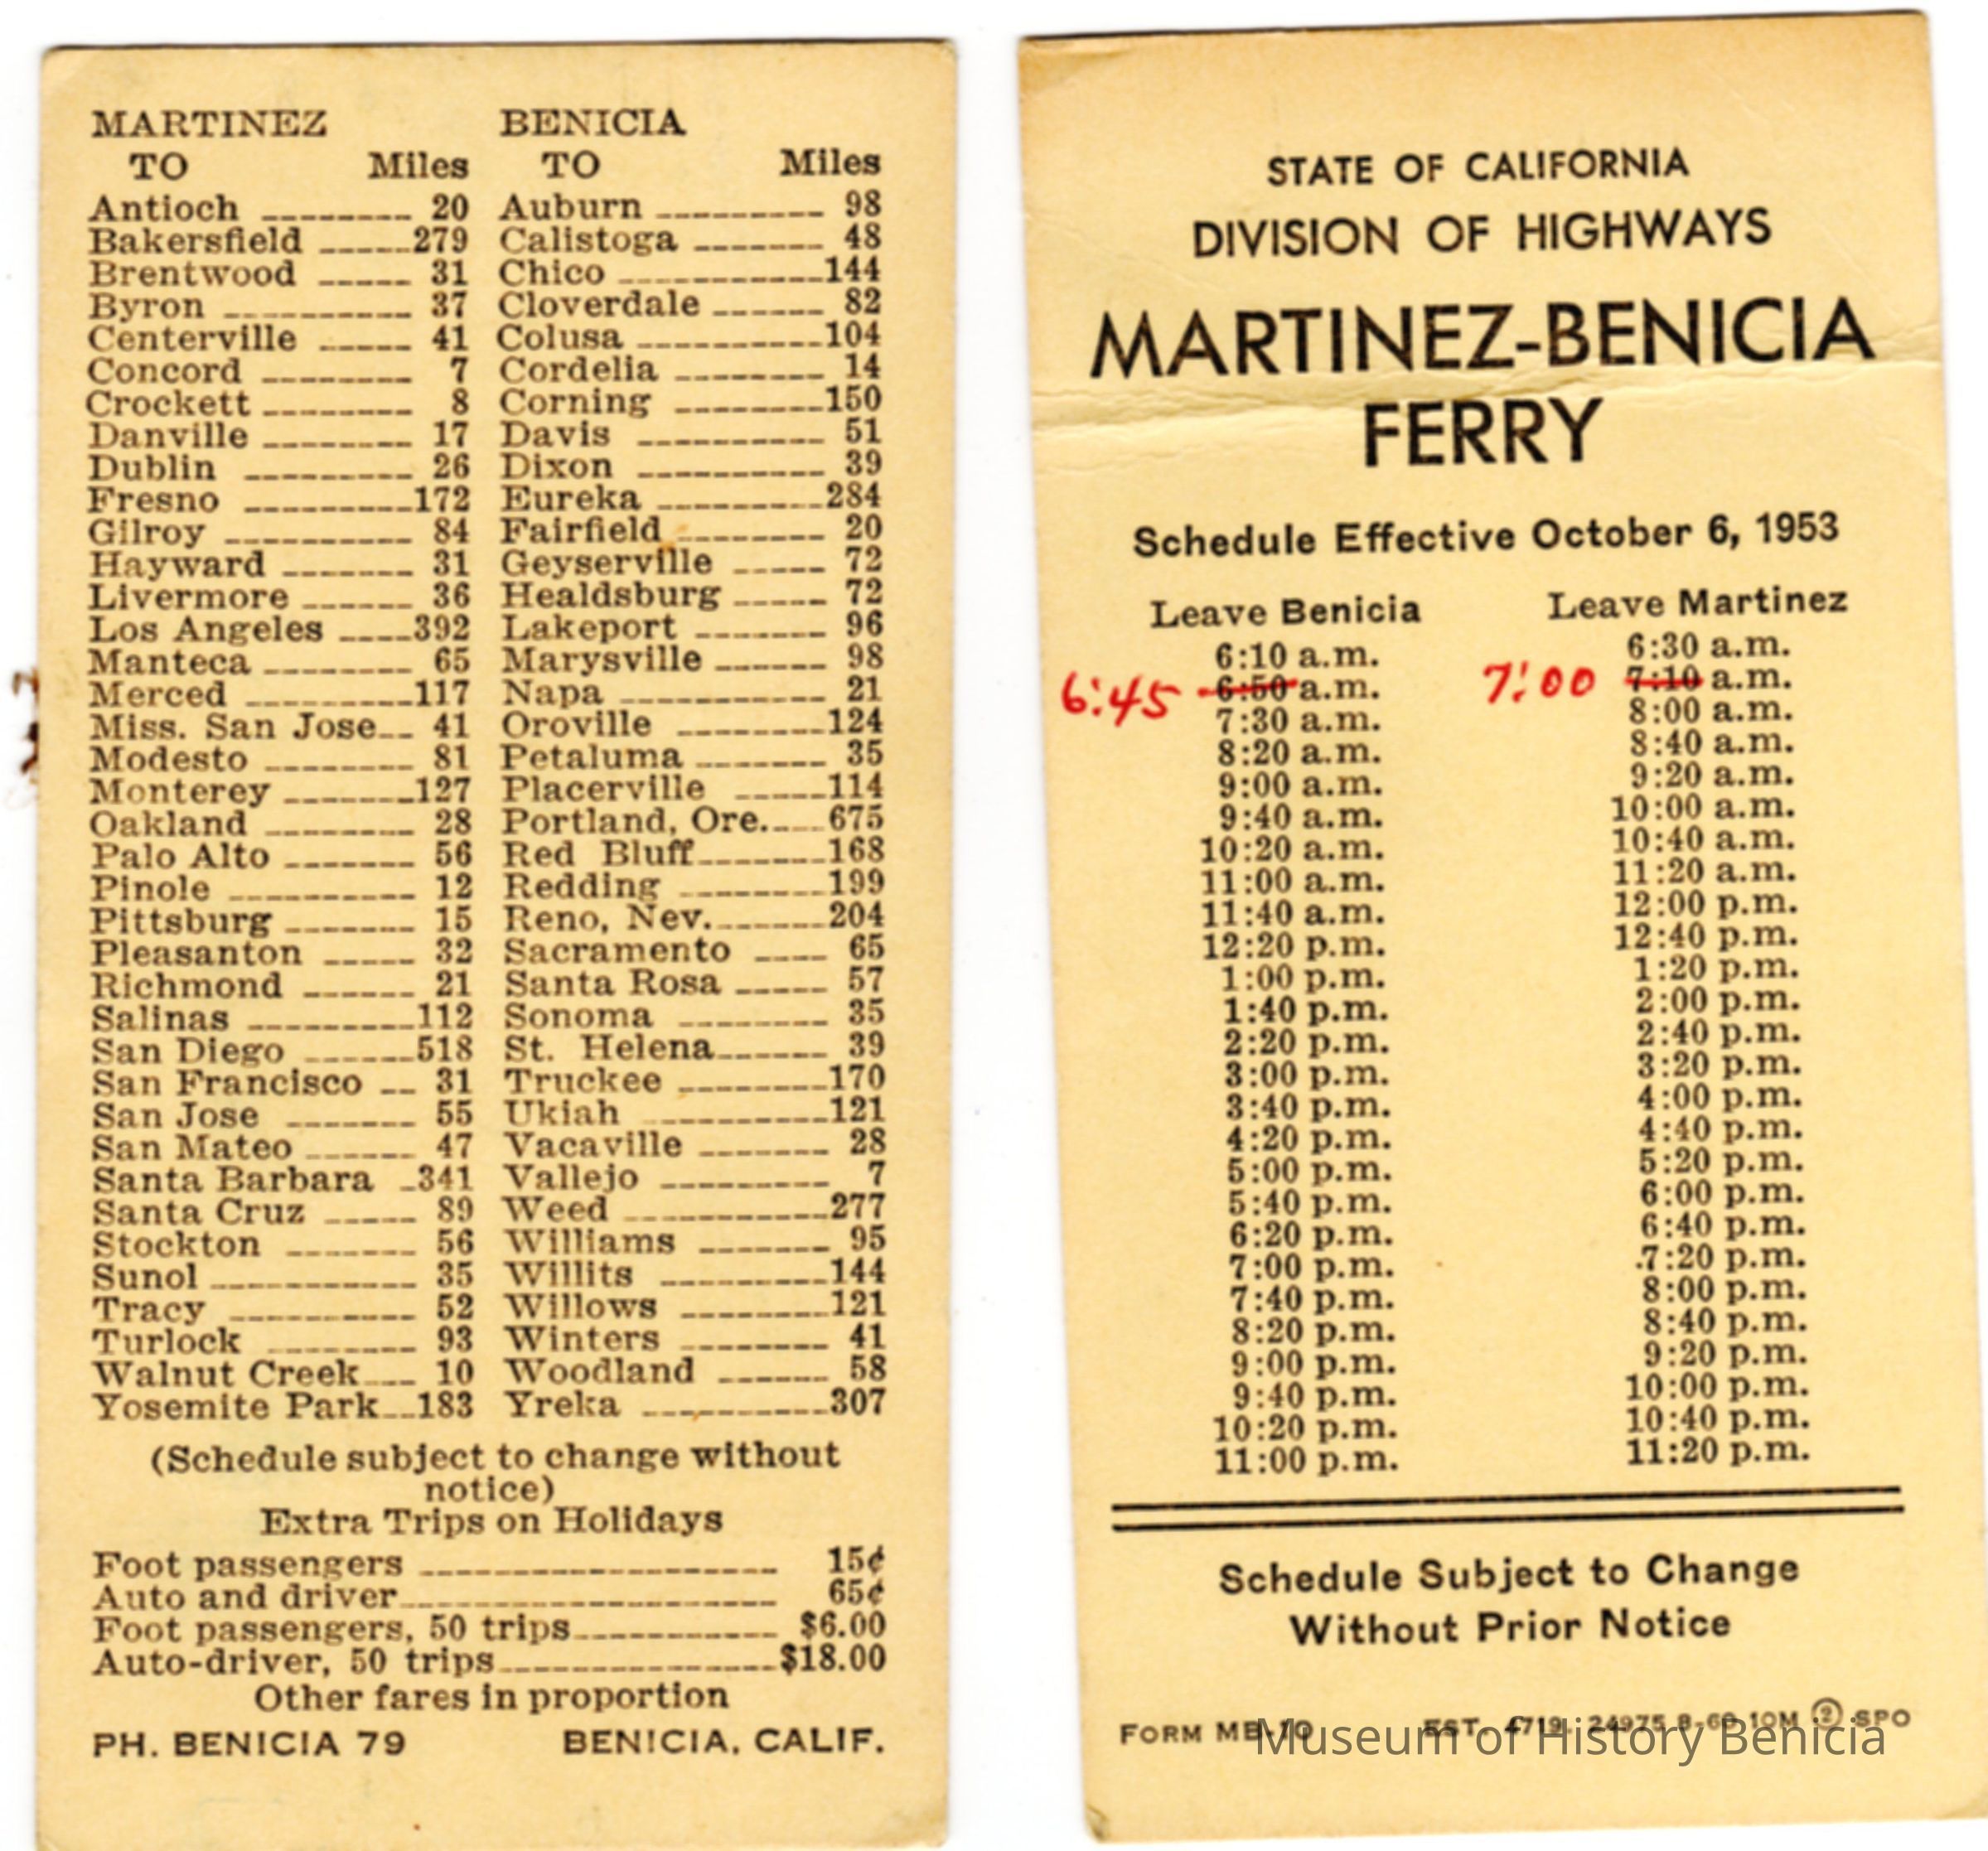 MARTINEZ BENICIA
TO Miles TO Miles
Antioch -------- 20 Auburn --------- 98
Bakersfield -----279 Calistoga ------- 48
Brentwood ----- 31 Chico -----------144
Byron ---------- 37 Cloverdale ------ 82
Centerville ----- 41 Colusa ----------104
Concord -------- 7 Cordelia -------- 14
Crockett -------- 8 Corning --------150
Danville -------- 17 Davis ---------- 51
Dublin --------- 26 Dixon ---------- 39
Fresno ---------172 Eureka ---------284
Gilroy ---------- 84 Fairfield -------- 20
Hayward ------- 31 Geyserville ----- 72
Livermore ------ 36 Healdsburg ----- 72
Los Angeles ----392 Lakeport ------- 96
Manteca -------- 65 Marysville ------ 98
Merced ---------117 Napa ----------- 21
Miss. San Jose-- 41 Oroville --------124
Modesto -------- 81 Petaluma ------- 35
Monterey -------127 Placerville -----114
Oakland -------- 28 Portland, Ore.---675
Palo Alto ------- 56 Red Bluff-------168
Pinole ---------- 12 Redding --------199
Pittsburg ------- 15 Reno, Nev.------204
Pleasanton ----- 32 Sacramento ---- 65
Richmond ------ 21 Santa Rosa ----- 57
Salinas ---------112 Sonoma -------- 35
San Diego ------518 St. Helena------ 39
San Francisco -- 31 Truckee --------170
San Jose ------- 55 Ukiah ----------121
San Mateo ------ 47 Vacaville ------- 28
Santa Barbara -341 Vallejo --------- 7
Santa Cruz ----- 89 Weed -----------277
Stockton ------- 56 Williams ------- 95
Sunol ----------- 35 Willits ---------144
Tracy ---------- 52 Willows --------121
Turlock -------- 93 Winters -------- 41
Walnut Creek--- 10 Woodland ------ 58
Yosemite Park--183 Yreka ----------307
(Schedule subject to change without
notice)
Extra Trips on Holidays
Foot passengers -------------------- 15¢
Auto and driver--------------------- 65¢
Foot passengers, 50 trips----------- $6.00
Auto-driver, 50 trips---------------$18.00
Other fares in proportion
PH. BENICIA 79 BENICIA, CALIF.
STATE OF CALIFORNIA
DIVISION OF HIGHWAYS
MARTINEZ-BENICIA
FERRY
Schedule Effective October 6, 1953
Leave Benicia Leave Martinez
6:10 a.m. 6:30 a.m.
6:45 6:50 a.m. 7:00 7:10 a.m.
7:30 a.m. 8:00 a.m.
8:20 a.m. 8:40 a.m.
9:00 a.m. 9:20 a.m.
9:40 a.m. 10:00 a.m.
10:20 a.m. 10:40 a.m.
11:00 a.m. 11:20 a.m.
11:40 a.m. 12:00 p.m.
12:20 p.m. 12:40 p.m.
1:00 p.m. 1:20 p.m.
1:40 p.m. 2:00 p.m.
2:20 p.m. 2:40 p.m.
3:00 p.m. 3:20 p.m.
3:40 p.m. 4:00 p.m.
4:20 p.m. 4:40 p.m.
5:00 p.m. 5:20 p.m.
5:40 p.m. 6:00 p.m.
6:20 p.m. 6:40 p.m.
7:00 p.m. 7:20 p.m.
7:40 p.m. 8:00 p.m.
8:20 p.m. 8:40 p.m.
9:00 p.m. 9:20 p.m.
9:40 p.m. 10:00 p.m.
10:20 p.m. 10:40 p.m.
11:00 p.m. 11:20 p.m.
Schedule Subject to Change
Without Prior Notice
FORM MB-10 EST. 4719. 24975 8-60 10M ② SPO
Museum of History Benicia